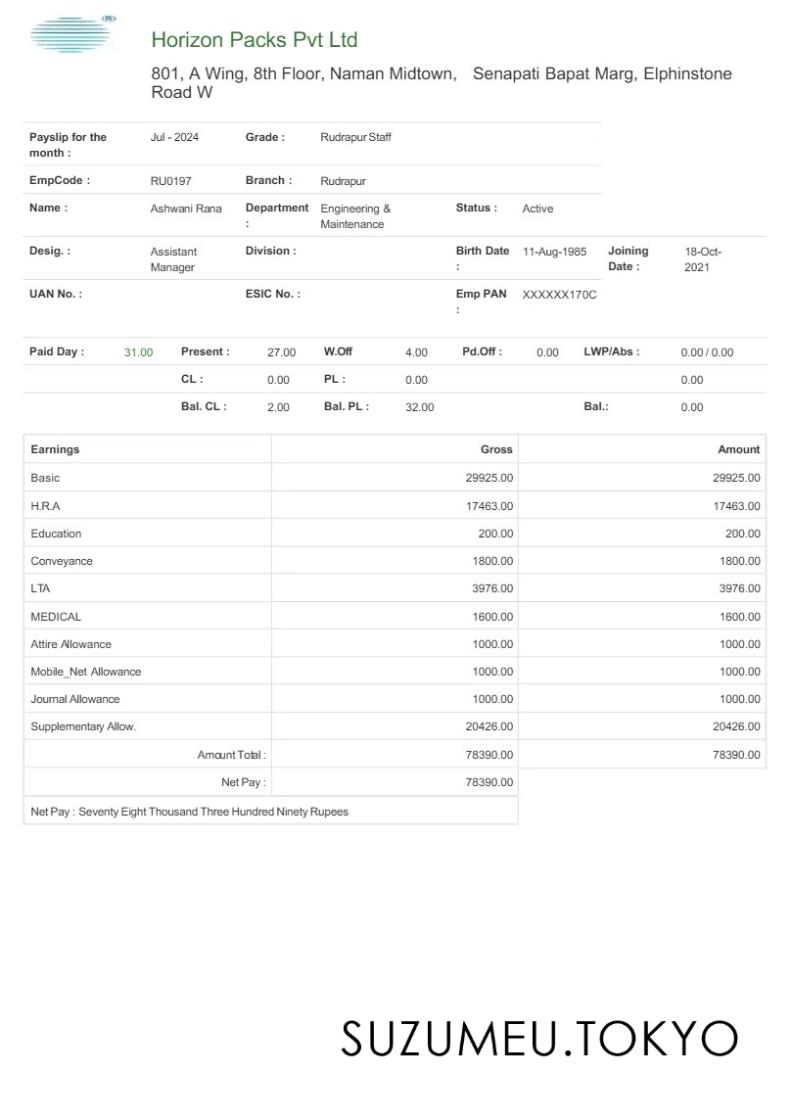 Horizon Packs Pvt Ltd
801, A Wing, 8th Floor, Naman Midtown, Senapati Bapat Marg, Elphinstone
Road W
Payslip for the month : Jul - 2024 Grade : Rudrapur Staff
EmpCode : RU0197 Branch : Rudrapur
Name : Ashwani Rana Department : Engineering & Maintenance Status : Active
Desig. : Assistant Manager Division : Birth Date : 11-Aug-1985 Joining Date : 18-Oct-2021
UAN No. : ESIC No. : Emp PAN : XXXXXX170C
Paid Day : 31.00 Present : 27.00 W.Off 4.00 Pd.Off : 0.00 LWP/Abs : 0.00 / 0.00
CL : 0.00 PL : 0.00 0.00
Bal. CL : 2.00 Bal. PL : 32.00 Bal.: 0.00
Earnings Gross Amount
Basic 29925.00 29925.00
H.R.A 17463.00 17463.00
Education 200.00 200.00
Conveyance 1800.00 1800.00
LTA 3976.00 3976.00
MEDICAL 1600.00 1600.00
Attire Allowance 1000.00 1000.00
Mobile_Net Allowance 1000.00 1000.00
Journal Allowance 1000.00 1000.00
Supplementary Allow. 20426.00 20426.00
Amount Total : 78390.00 78390.00
Net Pay : 78390.00
Net Pay : Seventy Eight Thousand Three Hundred Ninety Rupees
SUZUMEU.TOKYO